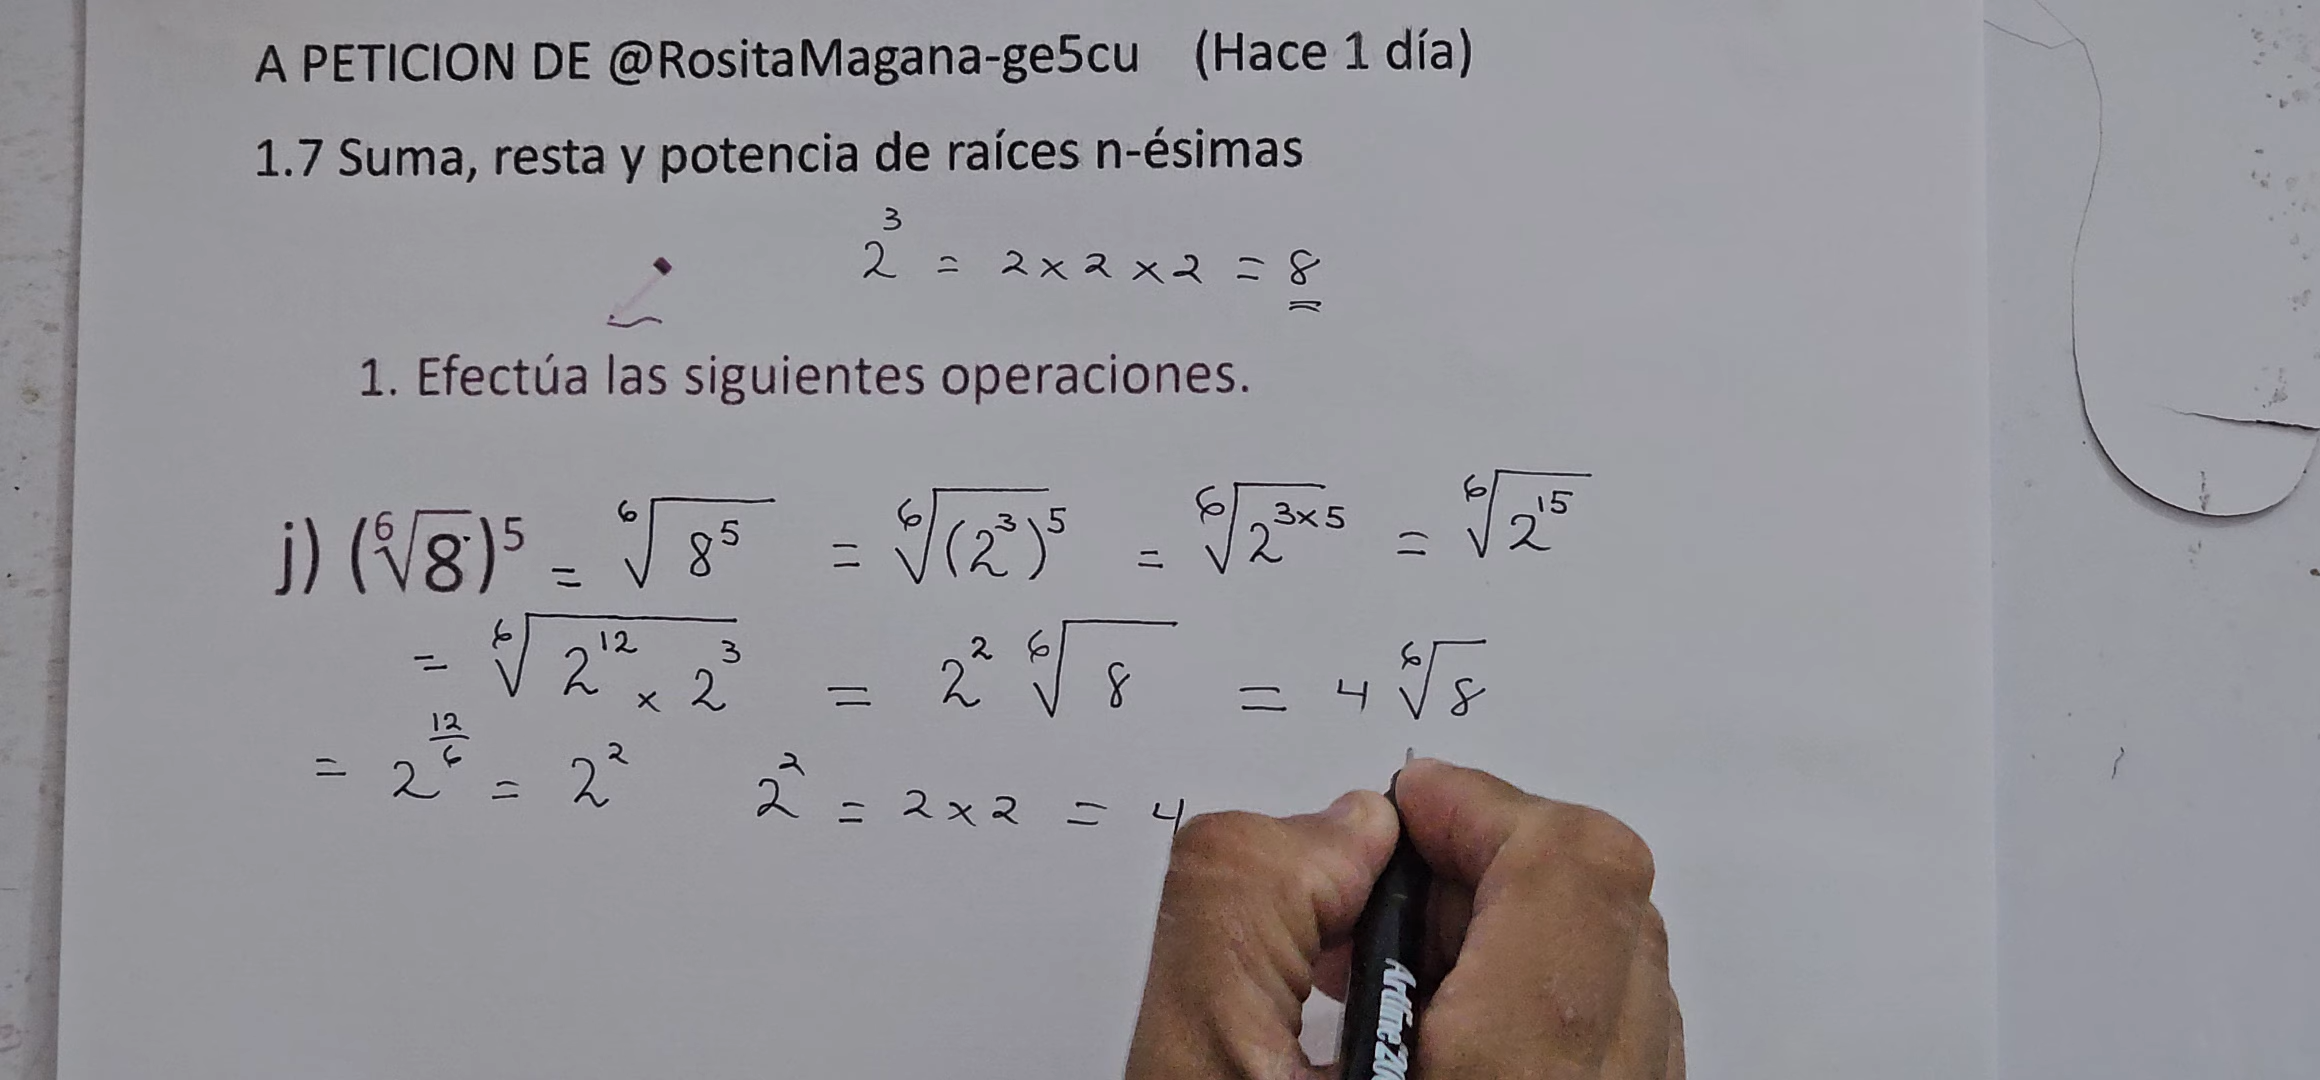 A PETICION DE @RositaMagana-ge5cu (Hace 1 día)
1.7 Suma, resta y potencia de raíces n-ésimas
2³ = 2 × 2 × 2 = 8
1. Efectúa las siguientes operaciones.
j) (⁶√8)⁵ = ⁶√8⁵ = ⁶√(2³)⁵ = ⁶√2³ˣ⁵ = ⁶√2¹⁵
= ⁶√2¹² × 2³ = 2² ⁶√8 = 4 ⁶√8
= 2^(12/6) = 2² 2² = 2 × 2 = 4
Artline 200